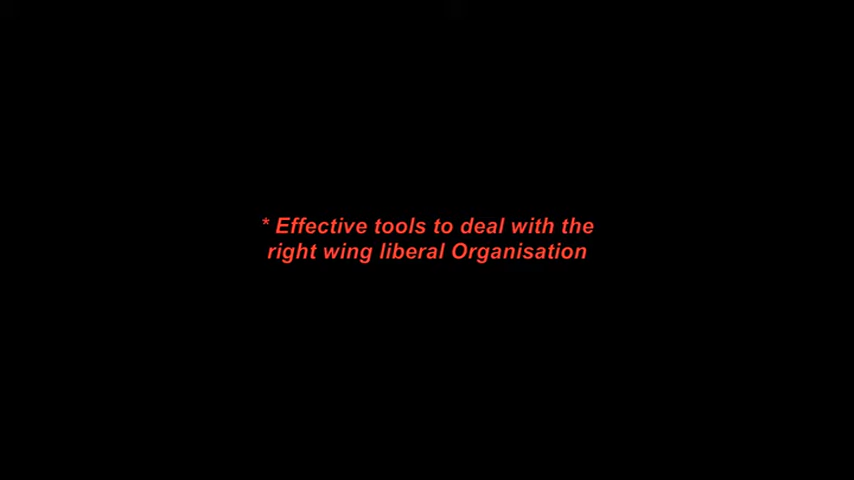 * Effective tools to deal with the
right wing liberal Organisation